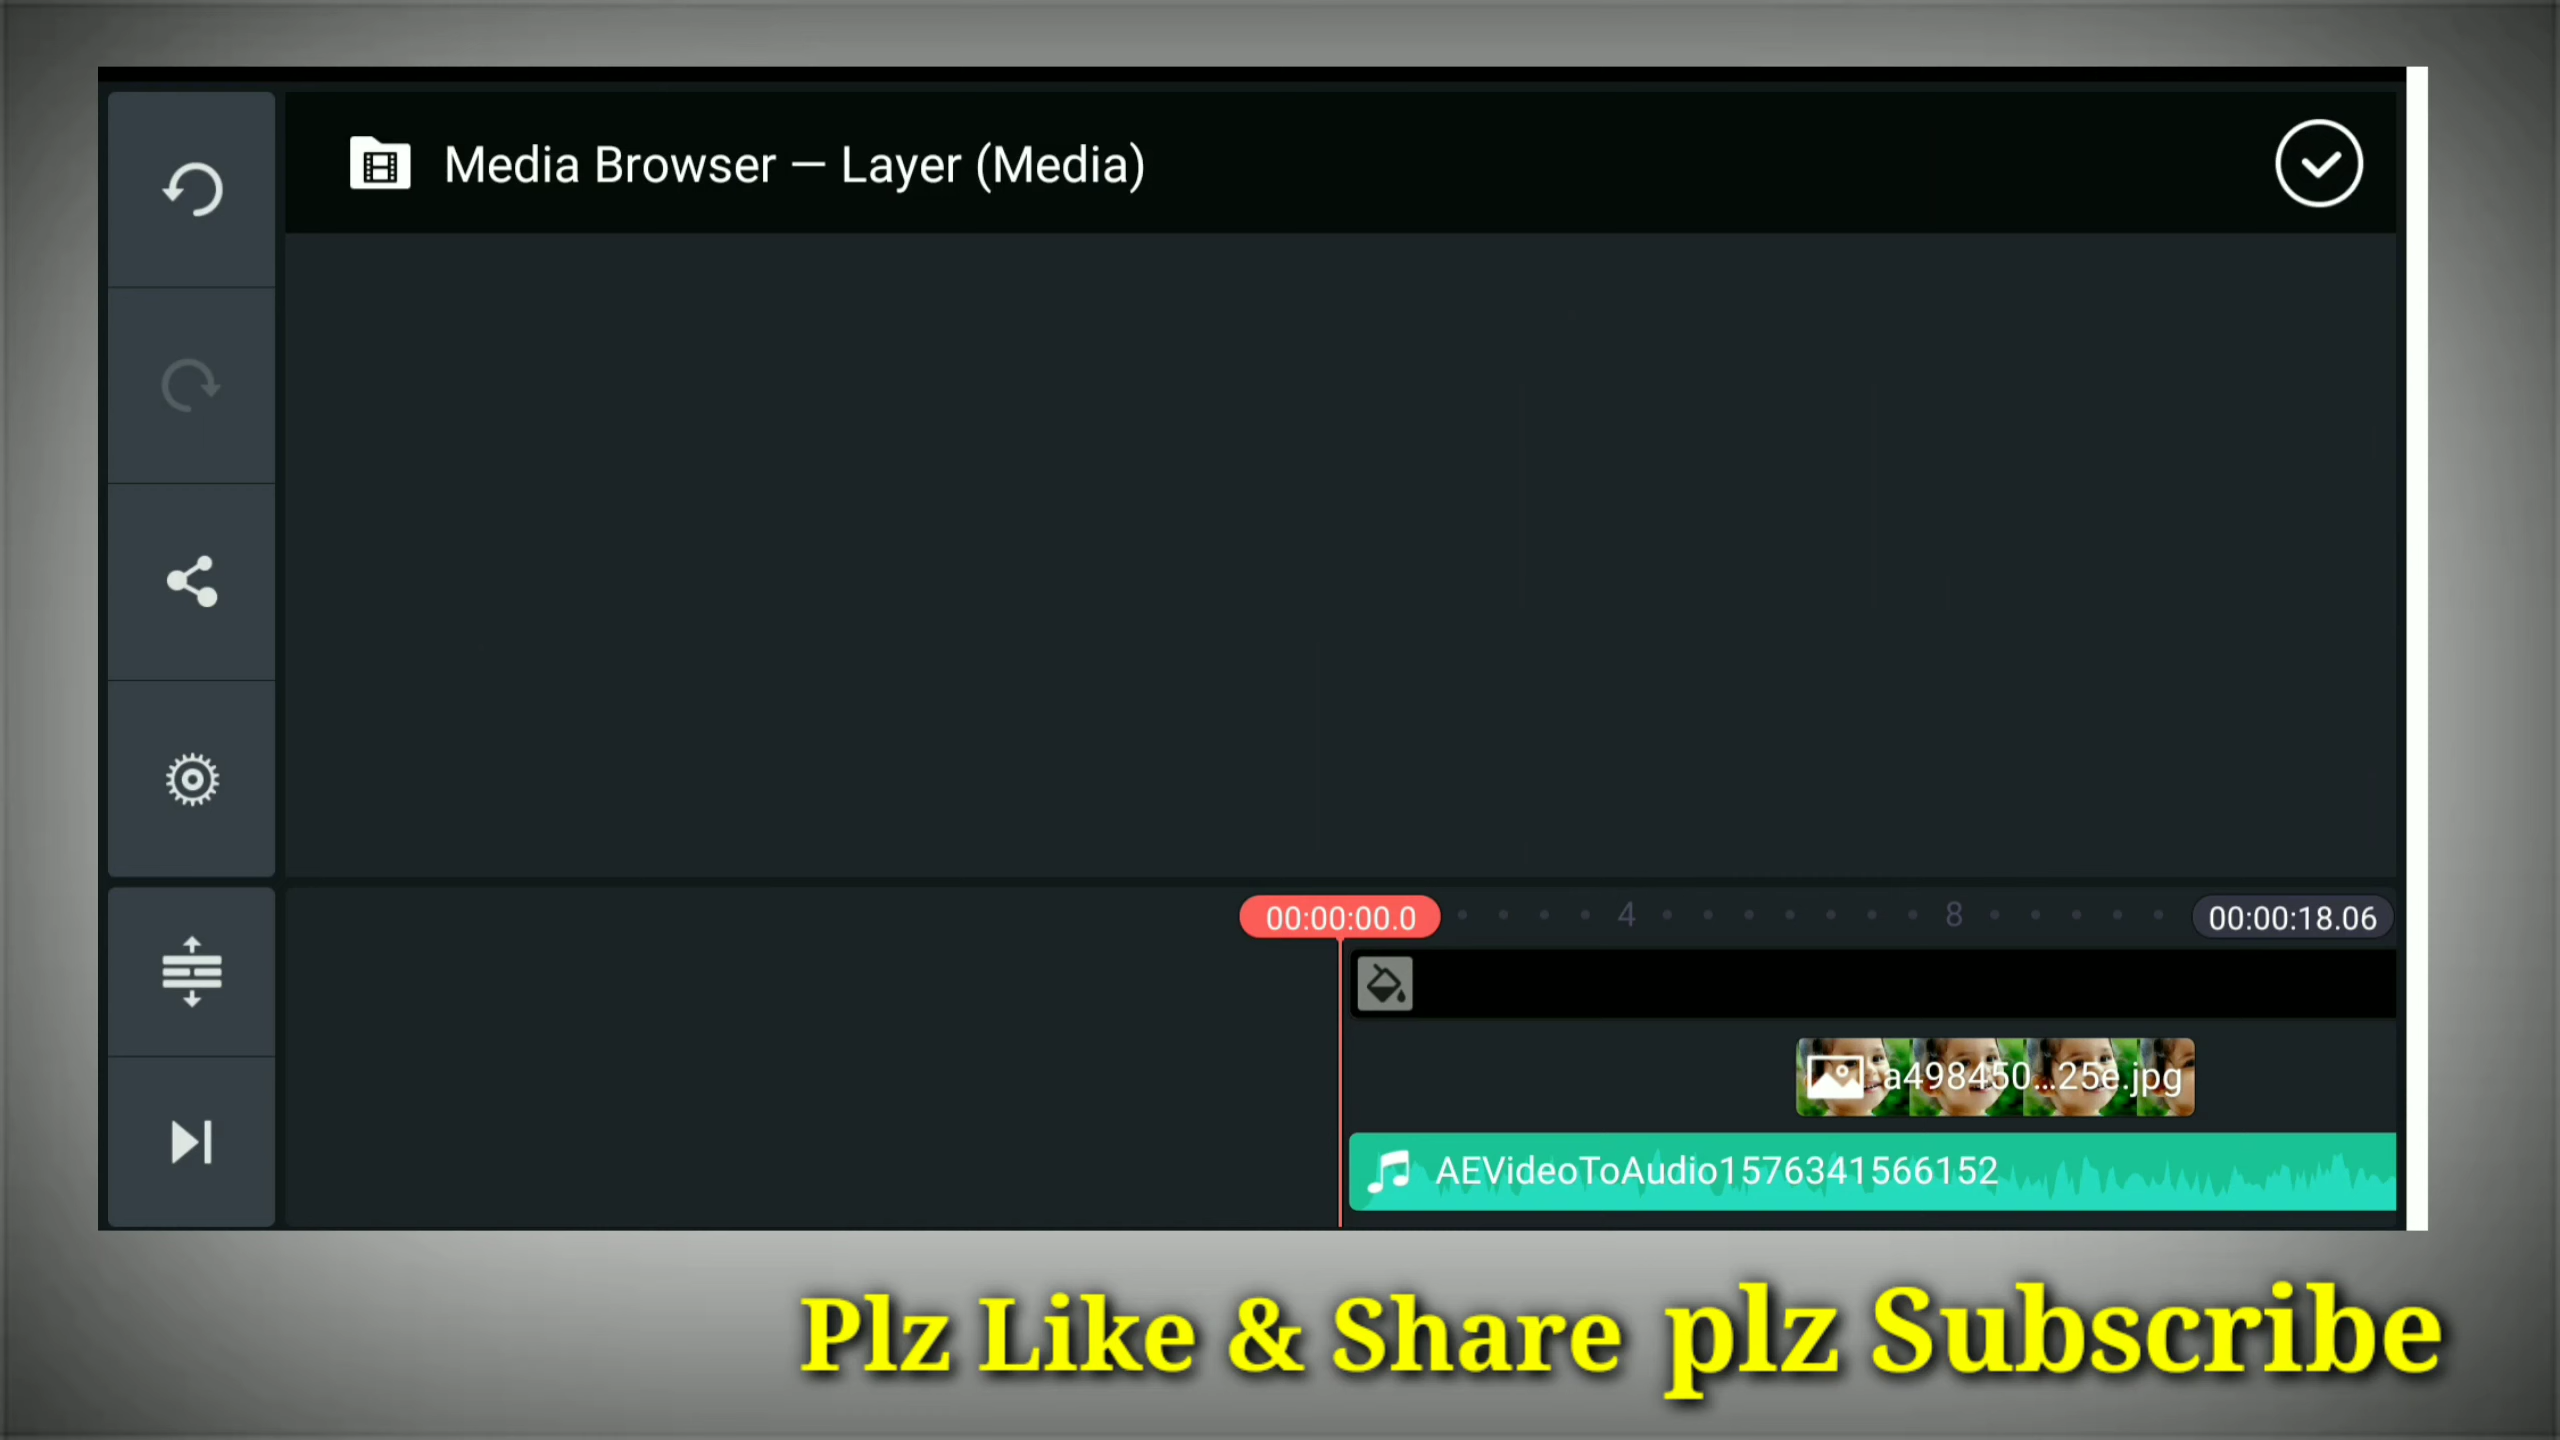 Media Browser — Layer (Media)
00:00:00.0 4 8 00:00:18.06
a498450...25e.jpg
AEVideoToAudio1576341566152
Plz Like & Share plz Subscribe